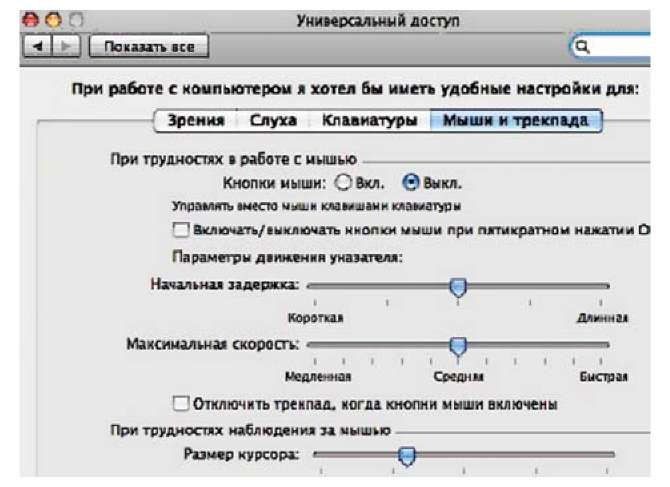 Универсальный доступ
Показать все
При работе с компьютером я хотел бы иметь удобные настройки для:
Зрения Слуха Клавиатуры Мыши и трекпада
При трудностях в работе с мышью
Кнопки мыши: Вкл. Выкл.
Управлять вместо мыши клавишами клавиатуры
Включать/выключать кнопки мыши при пятикратном нажатии O
Параметры движения указателя:
Начальная задержка:
Короткая Длинная
Максимальная скорость:
Медленная Средняя Быстрая
Отключить трекпад, когда кнопки мыши включены
При трудностях наблюдения за мышью
Размер курсора: